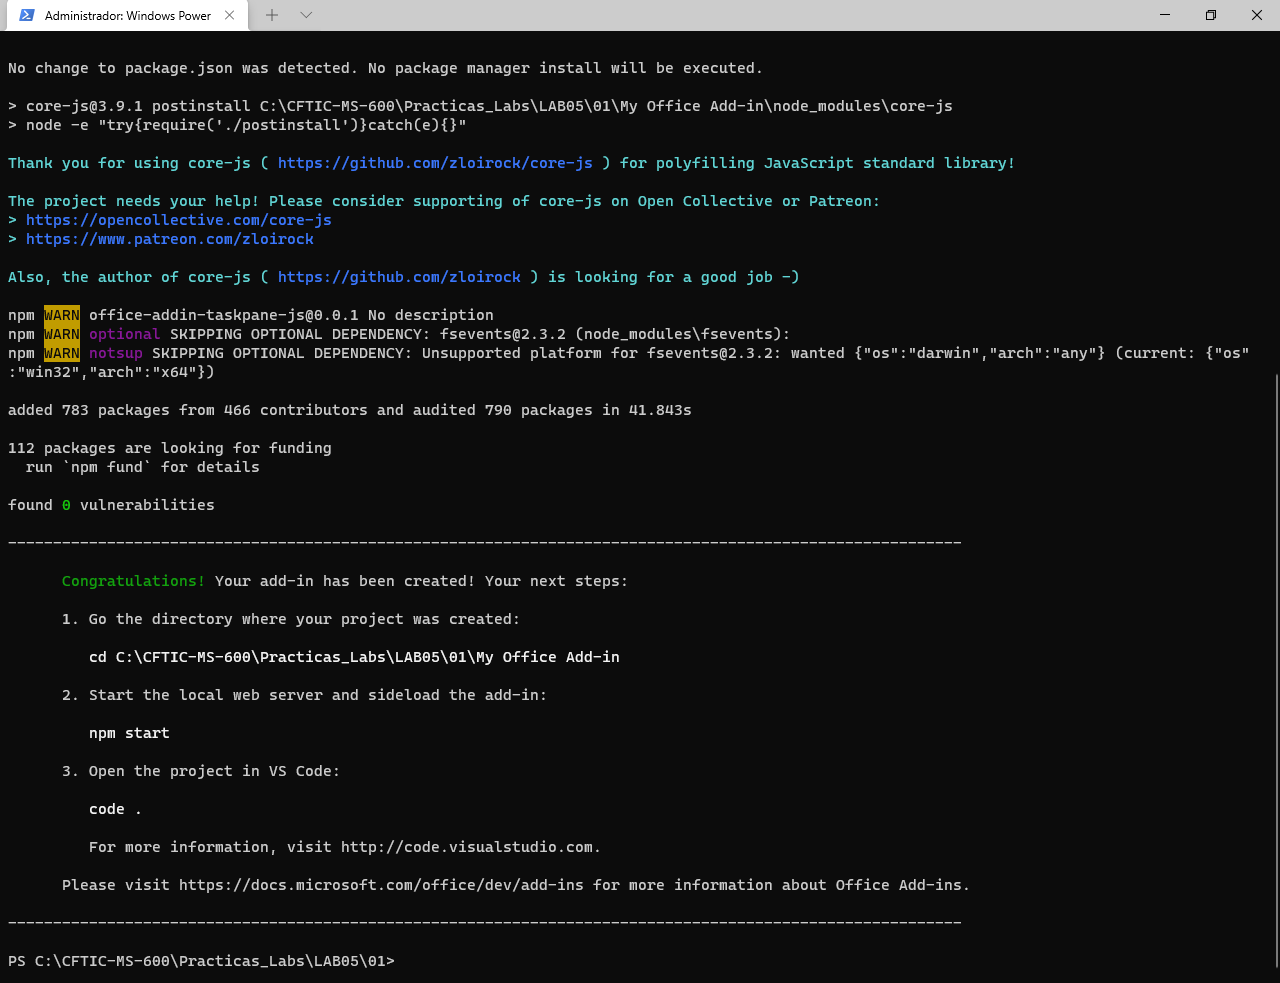 Administrador: Windows Power
No change to package.json was detected. No package manager install will be executed.
> core-js@3.9.1 postinstall C:\CFTIC-MS-600\Practicas_Labs\LAB05\01\My Office Add-in\node_modules\core-js
> node -e "try{require('./postinstall')}catch(e){}"
Thank you for using core-js ( https://github.com/zloirock/core-js ) for polyfilling JavaScript standard library!
The project needs your help! Please consider supporting of core-js on Open Collective or Patreon:
> https://opencollective.com/core-js
> https://www.patreon.com/zloirock
Also, the author of core-js ( https://github.com/zloirock ) is looking for a good job -)
npm WARN office-addin-taskpane-js@0.0.1 No description
npm WARN optional SKIPPING OPTIONAL DEPENDENCY: fsevents@2.3.2 (node_modules\fsevents):
npm WARN notsup SKIPPING OPTIONAL DEPENDENCY: Unsupported platform for fsevents@2.3.2: wanted {"os":"darwin","arch":"any"} (current: {"os"
:"win32","arch":"x64"})
added 783 packages from 466 contributors and audited 790 packages in 41.843s
112 packages are looking for funding
run `npm fund` for details
found 0 vulnerabilities
----------------------------------------------------------------------------------------------------------
Congratulations! Your add-in has been created! Your next steps:
1. Go the directory where your project was created:
cd C:\CFTIC-MS-600\Practicas_Labs\LAB05\01\My Office Add-in
2. Start the local web server and sideload the add-in:
npm start
3. Open the project in VS Code:
code .
For more information, visit http://code.visualstudio.com.
Please visit https://docs.microsoft.com/office/dev/add-ins for more information about Office Add-ins.
----------------------------------------------------------------------------------------------------------
PS C:\CFTIC-MS-600\Practicas_Labs\LAB05\01>